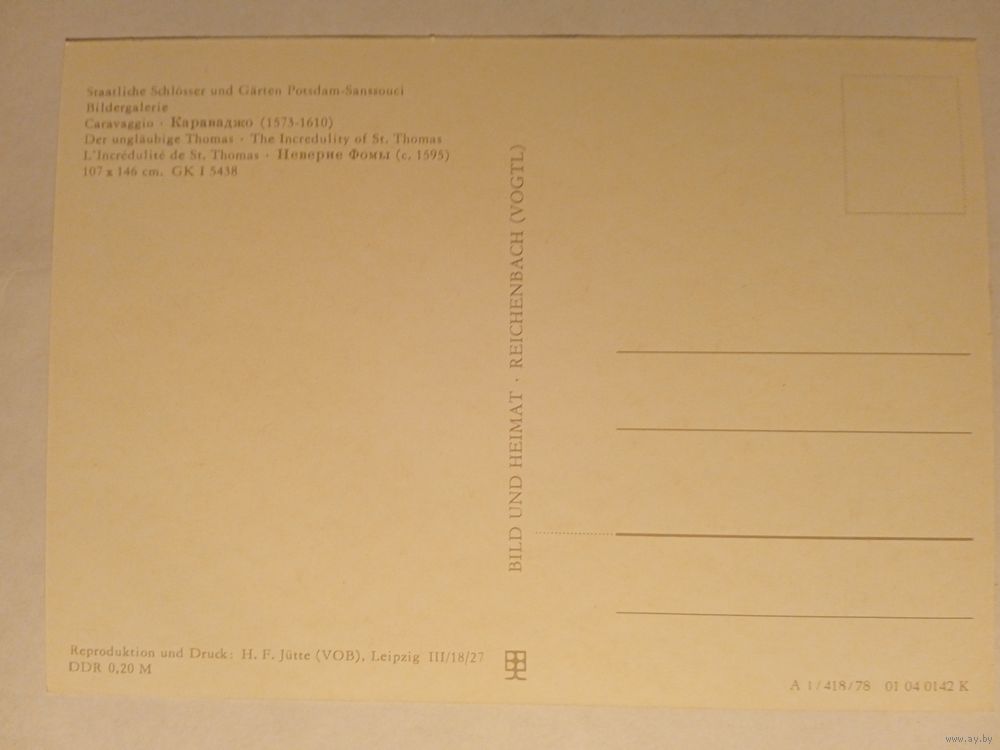 Staatliche Schlösser und Gärten Potsdam-Sanssouci
Bildergalerie
Caravaggio · Караваджо (1573-1610)
Der ungläubige Thomas · The Incredulity of St. Thomas
L'Incrédulité de St. Thomas · Неверие Фомы (c. 1595)
107 x 146 cm. GK I 5438
BILD UND HEIMAT · REICHENBACH (VOGTL)
Reproduktion und Druck: H. F. Jütte (VOB), Leipzig III/18/27
DDR 0,20 M
A 1/418/78 01 04 0142 K
www.ay.by